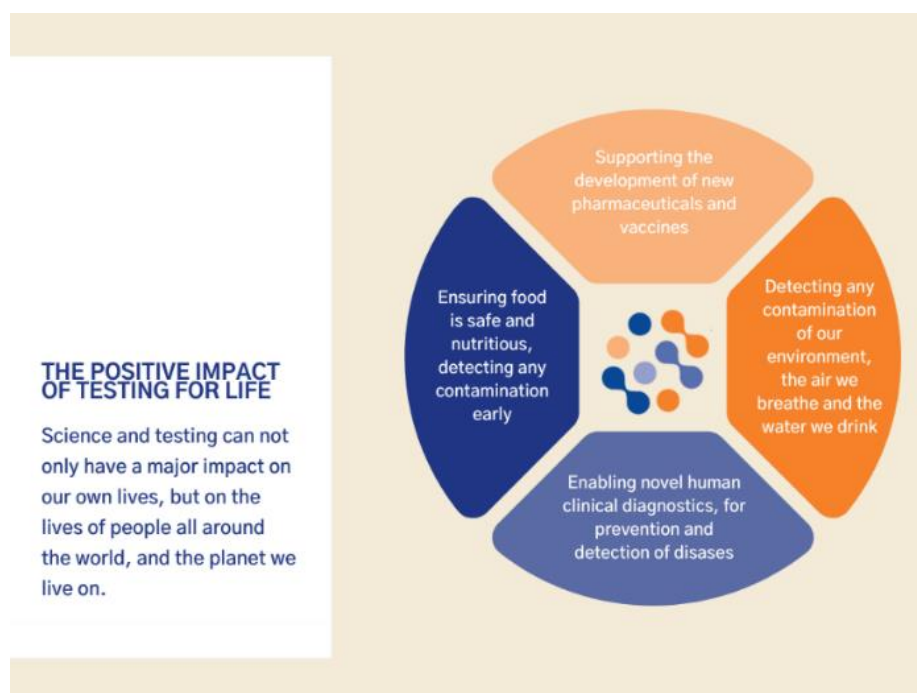 THE POSITIVE IMPACT
OF TESTING FOR LIFE
Science and testing can not
only have a major impact on
our own lives, but on the
lives of people all around
the world, and the planet we
live on.
Supporting the
development of new
pharmaceuticals and
vaccines
Ensuring food
is safe and
nutritious,
detecting any
contamination
early
Detecting any
contamination
of our
environment,
the air we
breathe and the
water we drink
Enabling novel human
clinical diagnostics, for
prevention and
detection of disases